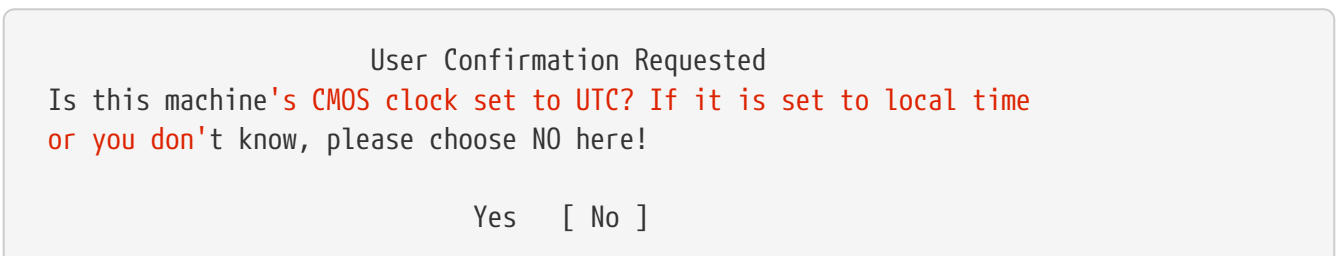 User Confirmation Requested
Is this machine's CMOS clock set to UTC? If it is set to local time
or you don't know, please choose NO here!
Yes [ No ]